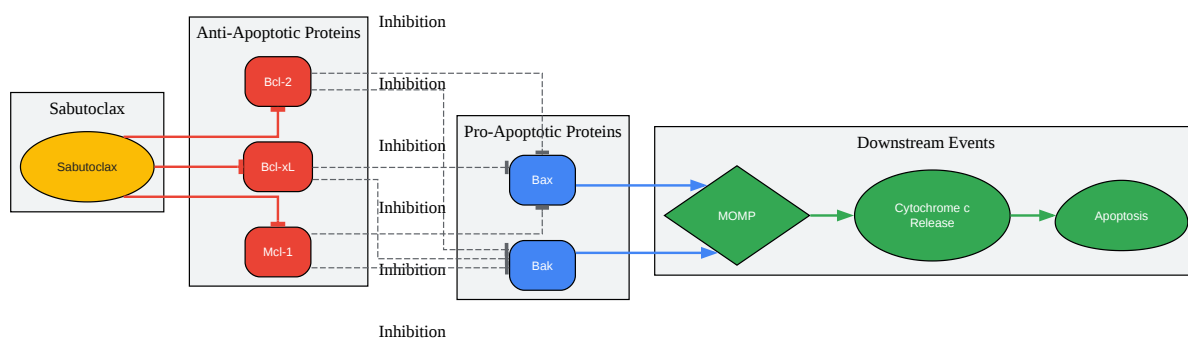 Inhibition
Anti-Apoptotic Proteins
Bcl-2
Inhibition
Sabutoclax
Pro-Apoptotic Proteins
Downstream Events
Inhibition
Sabutoclax
Bcl-xL
Bax
Inhibition
MOMP
Cytochrome c
Release
Apoptosis
Mcl-1
Bak
Inhibition
Inhibition